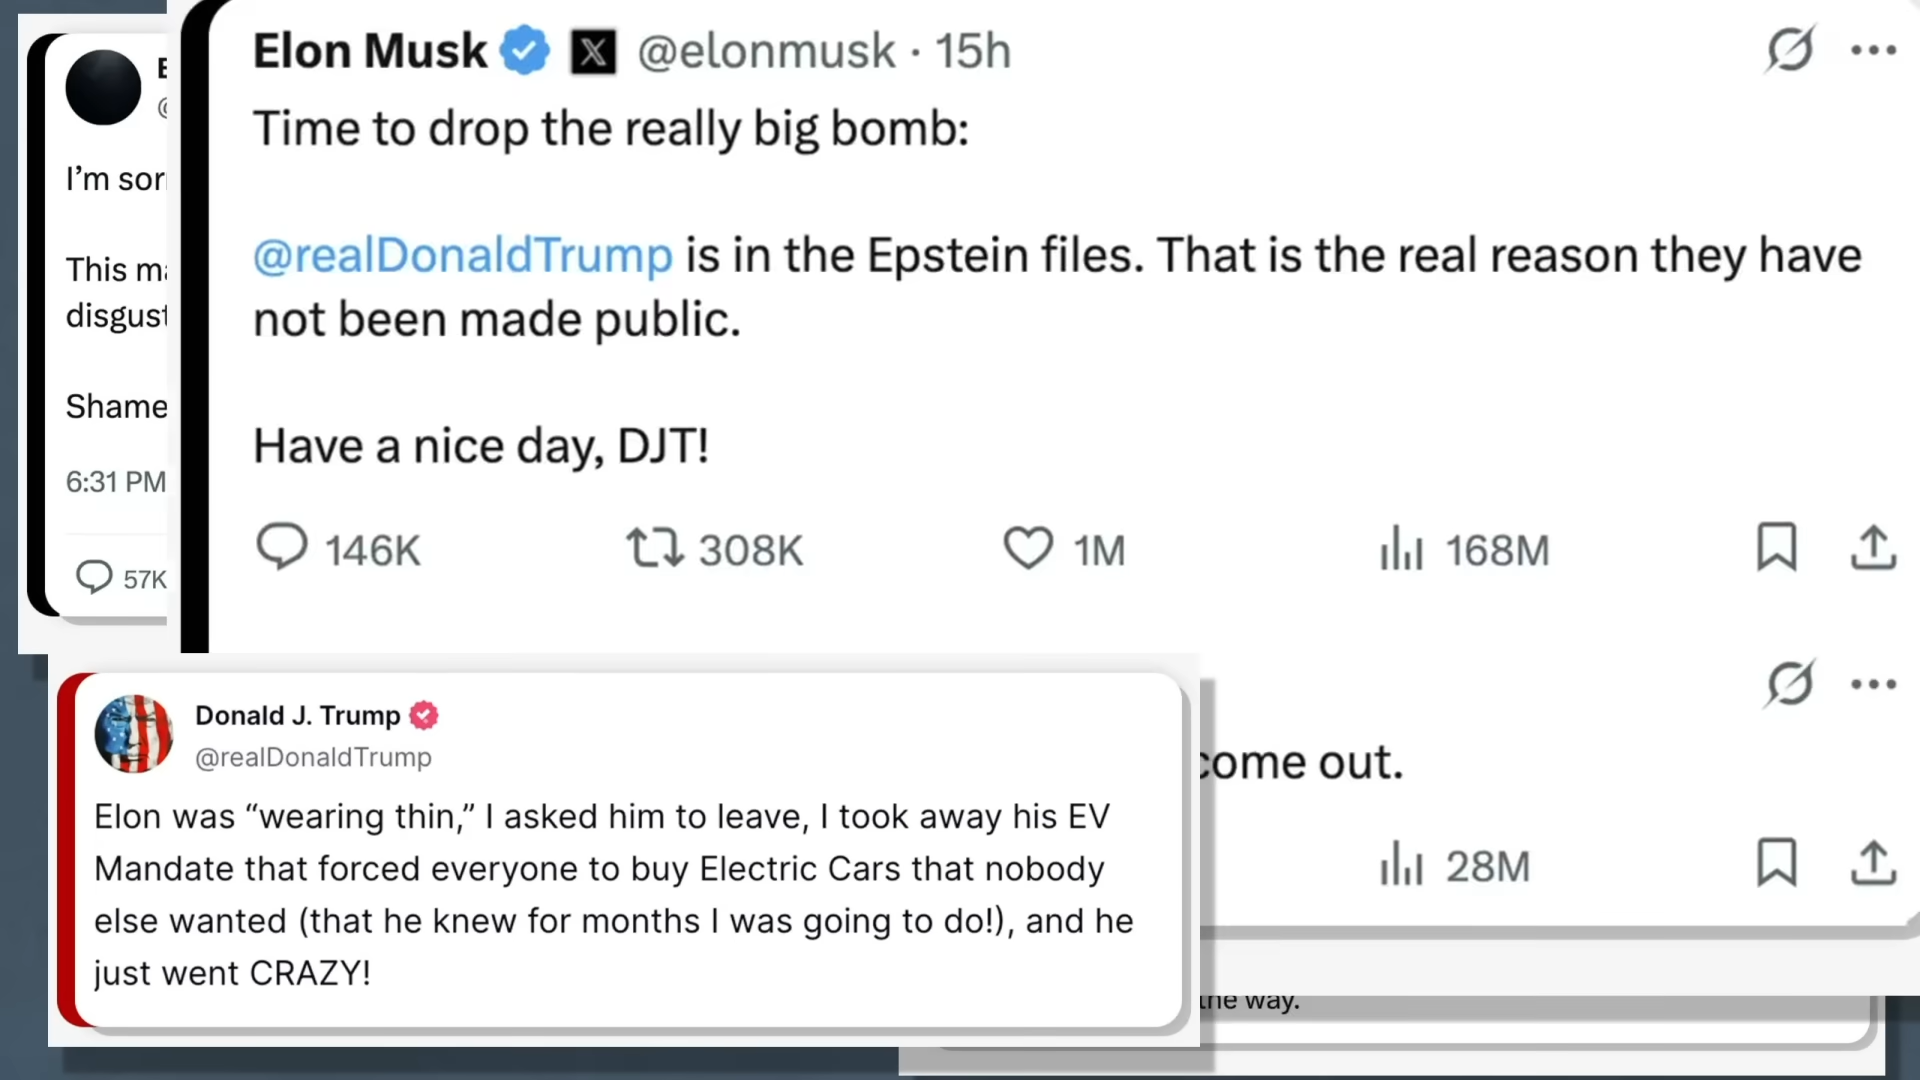 Elon Musk @elonmusk · 15h
Time to drop the really big bomb:
@realDonaldTrump is in the Epstein files. That is the real reason they have
not been made public.
Have a nice day, DJT!
146K 308K 1M 168M
I’m sor
This ma
disgust
Shame
6:31 PM
57K
come out.
28M
Donald J. Trump
@realDonaldTrump
Elon was “wearing thin,” I asked him to leave, I took away his EV
Mandate that forced everyone to buy Electric Cars that nobody
else wanted (that he knew for months I was going to do!), and he
just went CRAZY!
the way.